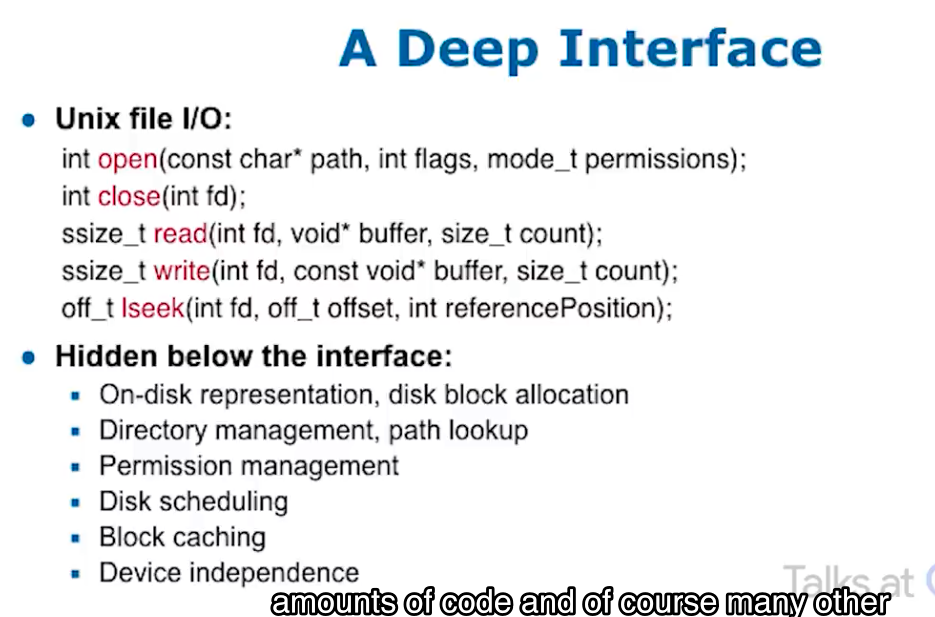 A Deep Interface
Unix file I/O:
int open(const char* path, int flags, mode_t permissions);
int close(int fd);
ssize_t read(int fd, void* buffer, size_t count);
ssize_t write(int fd, const void* buffer, size_t count);
off_t lseek(int fd, off_t offset, int referencePosition);
Hidden below the interface:
On-disk representation, disk block allocation
Directory management, path lookup
Permission management
Disk scheduling
Block caching
Device independence
Talks at
amounts of code and of course many other